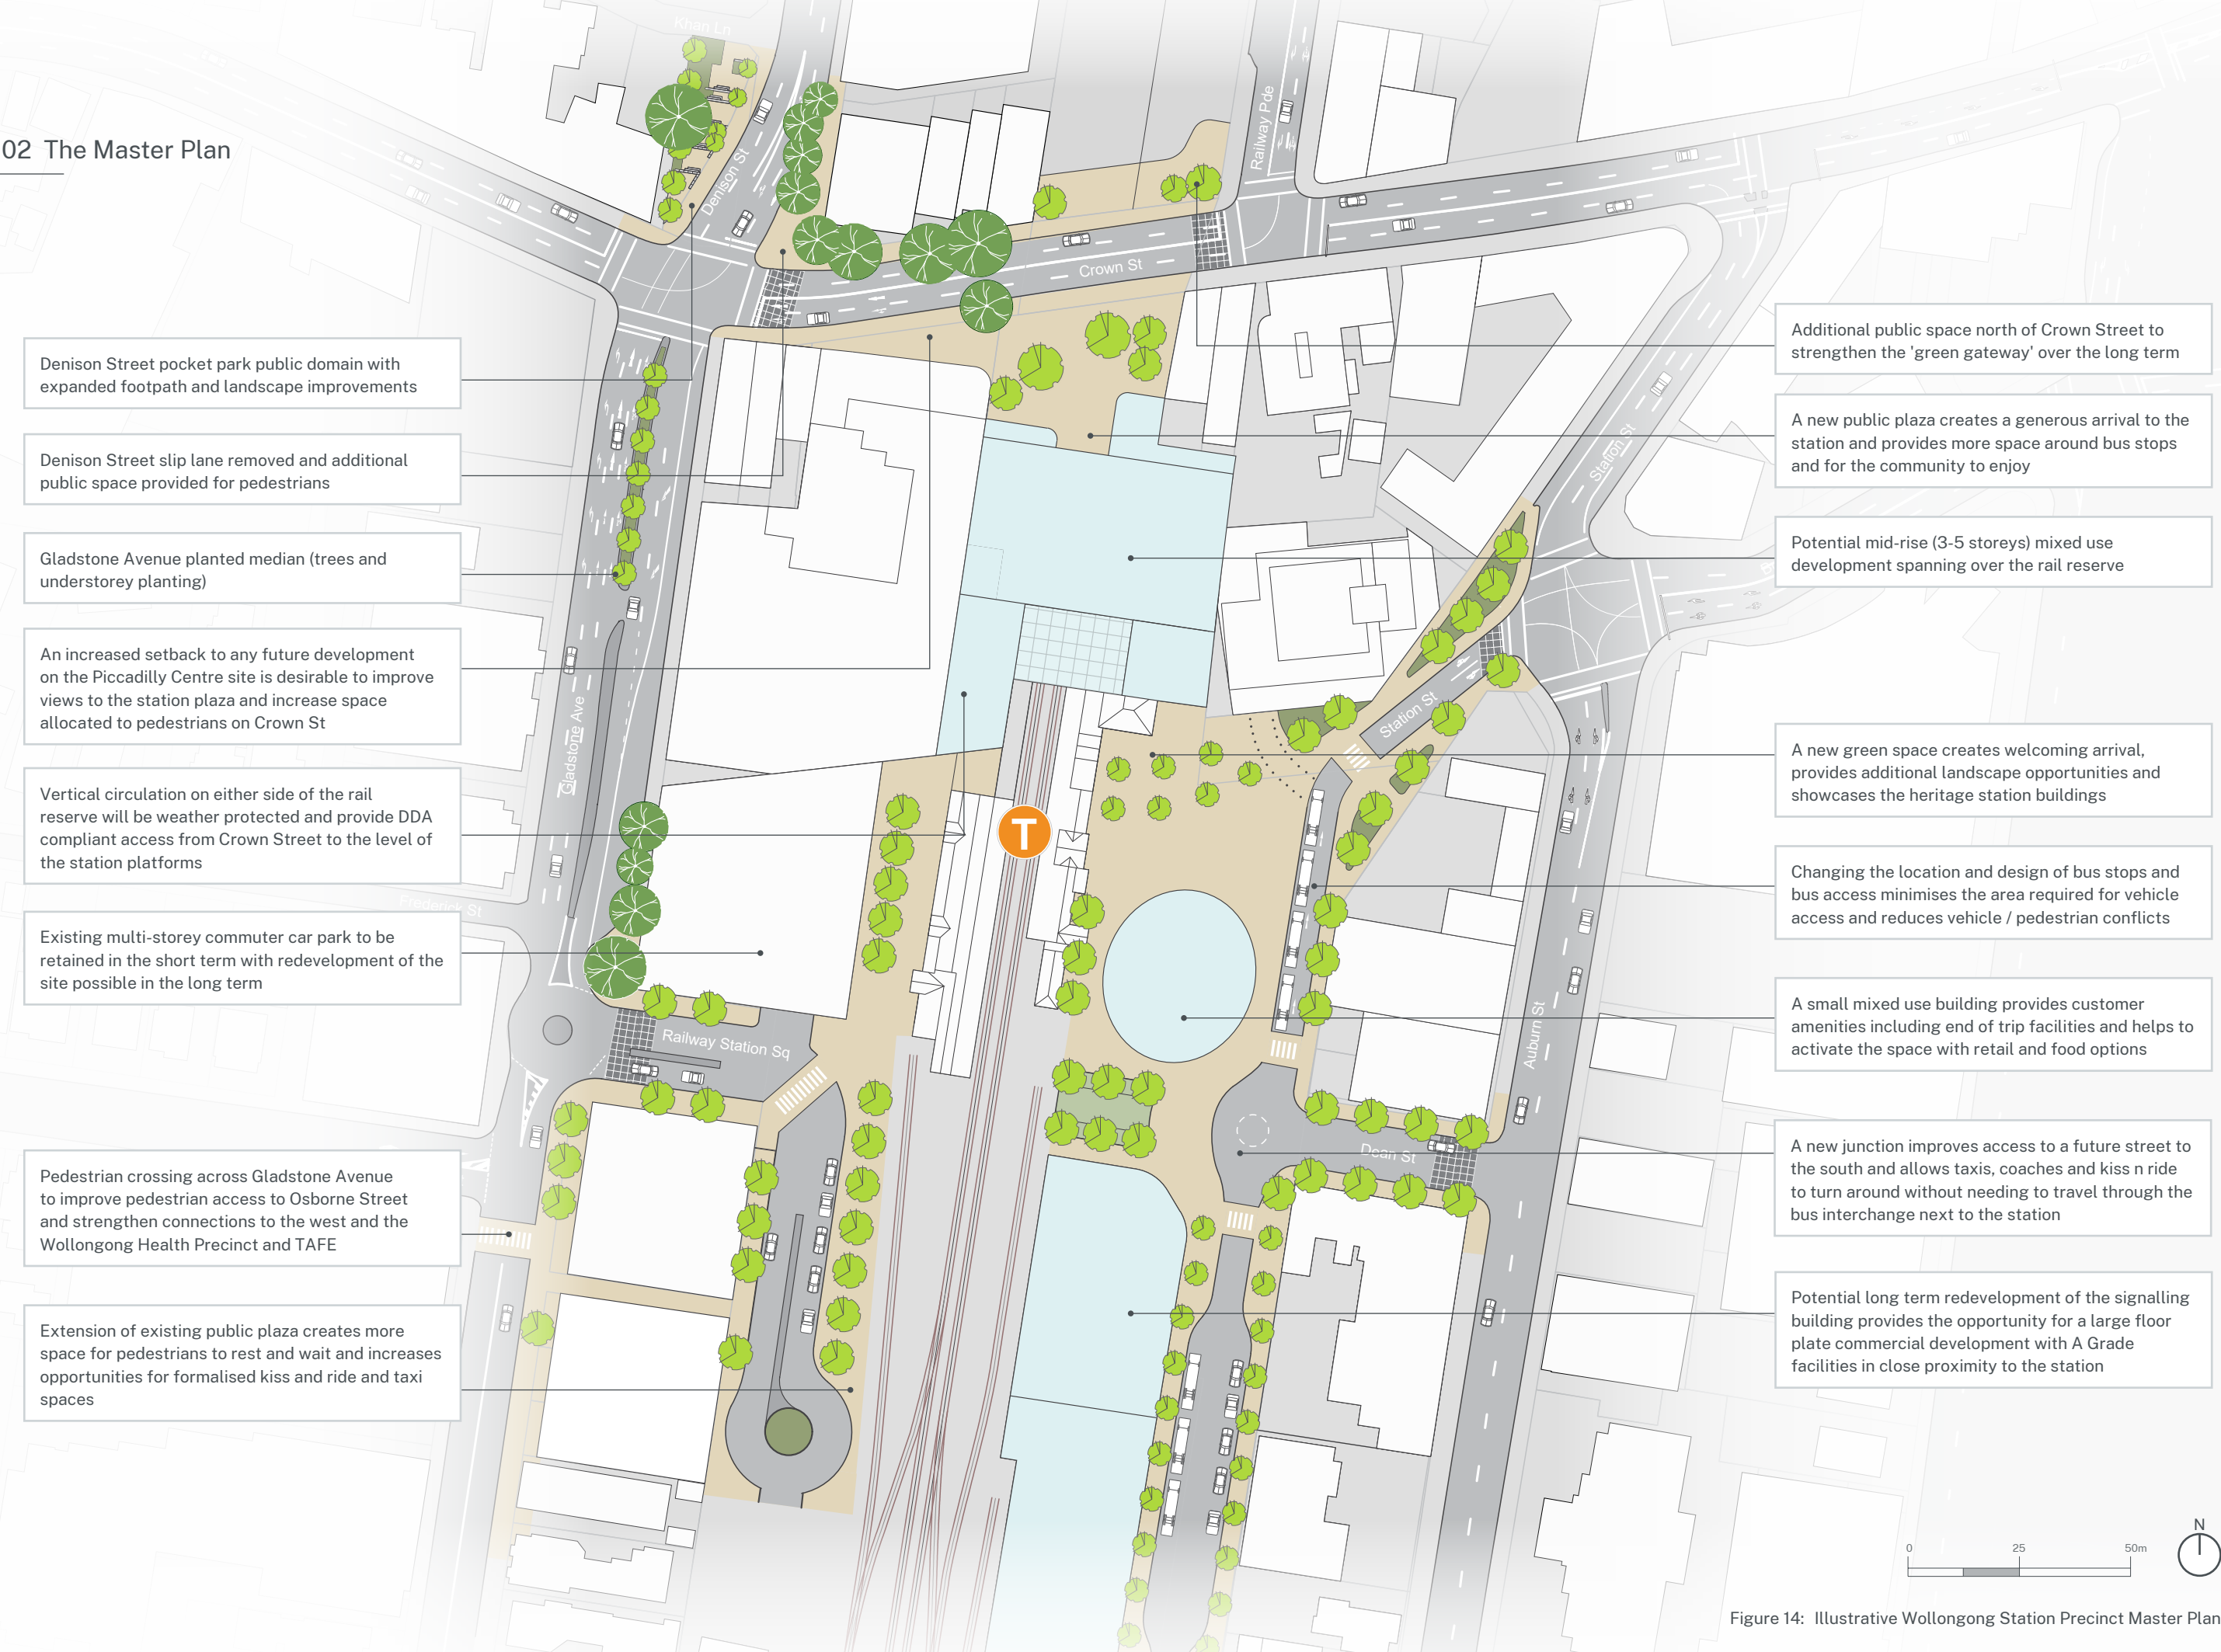 02 The Master Plan
Khan Ln
Denison St
Railway Pde
Crown St
Station St
Denison Street pocket park public domain with
expanded footpath and landscape improvements
Denison Street slip lane removed and additional
public space provided for pedestrians
Gladstone Avenue planted median (trees and
understorey planting)
An increased setback to any future development
on the Piccadilly Centre site is desirable to improve
views to the station plaza and increase space
allocated to pedestrians on Crown St
Vertical circulation on either side of the rail
reserve will be weather protected and provide DDA
compliant access from Crown Street to the level of
the station platforms
Existing multi-storey commuter car park to be
retained in the short term with redevelopment of the
site possible in the long term
Pedestrian crossing across Gladstone Avenue
to improve pedestrian access to Osborne Street
and strengthen connections to the west and the
Wollongong Health Precinct and TAFE
Extension of existing public plaza creates more
space for pedestrians to rest and wait and increases
opportunities for formalised kiss and ride and taxi
spaces
Gladstone Ave
Frederick St
Railway Station Sq
T
Station St
Auburn St
Dean St
Additional public space north of Crown Street to
strengthen the 'green gateway' over the long term
A new public plaza creates a generous arrival to the
station and provides more space around bus stops
and for the community to enjoy
Potential mid-rise (3-5 storeys) mixed use
development spanning over the rail reserve
A new green space creates welcoming arrival,
provides additional landscape opportunities and
showcases the heritage station buildings
Changing the location and design of bus stops and
bus access minimises the area required for vehicle
access and reduces vehicle / pedestrian conflicts
A small mixed use building provides customer
amenities including end of trip facilities and helps to
activate the space with retail and food options
A new junction improves access to a future street to
the south and allows taxis, coaches and kiss n ride
to turn around without needing to travel through the
bus interchange next to the station
Potential long term redevelopment of the signalling
building provides the opportunity for a large floor
plate commercial development with A Grade
facilities in close proximity to the station
N
0 25 50m
Figure 14: Illustrative Wollongong Station Precinct Master Plan